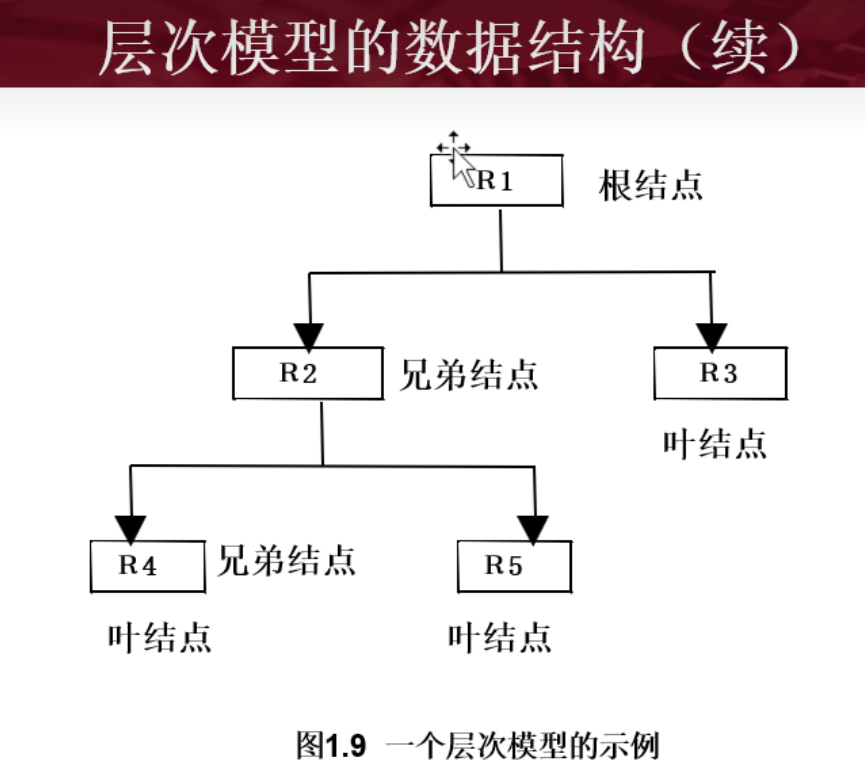 层次模型的数据结构（续）
R1 根结点
R2 兄弟结点 R3
叶结点
R4 兄弟结点 R5
叶结点 叶结点
图1.9 一个层次模型的示例